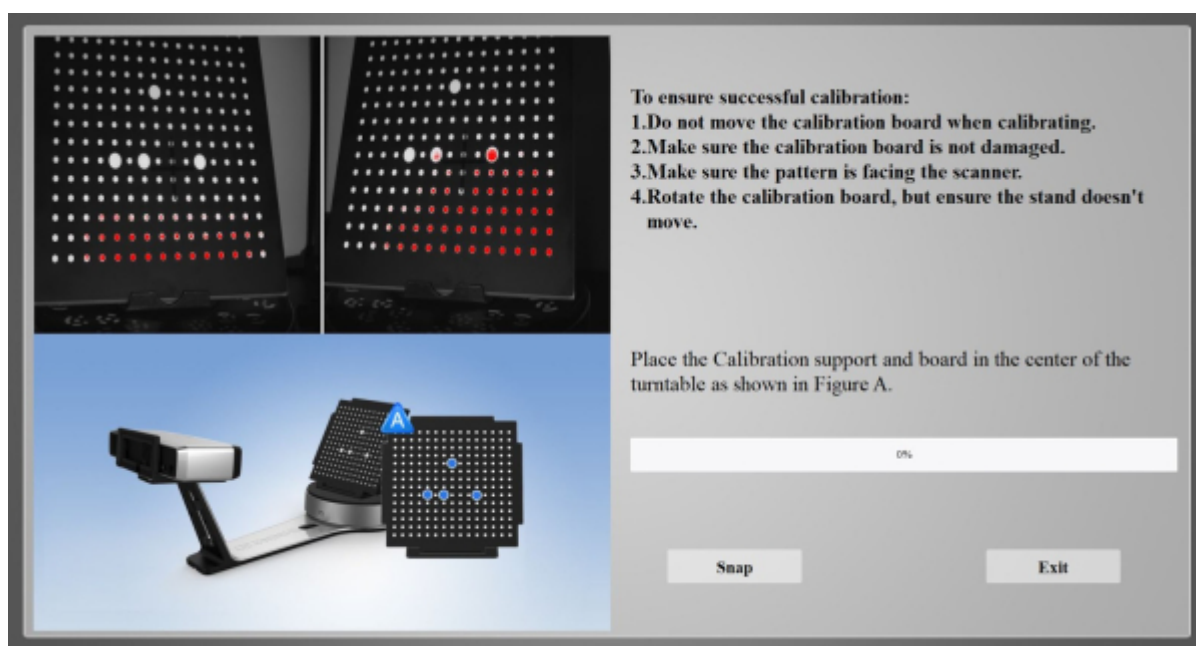 To ensure successful calibration:
1.Do not move the calibration board when calibrating.
2.Make sure the calibration board is not damaged.
3.Make sure the pattern is facing the scanner.
4.Rotate the calibration board, but ensure the stand doesn't
move.
Place the Calibration support and board in the center of the
turntable as shown in Figure A.
A
0%
Snap
Exit